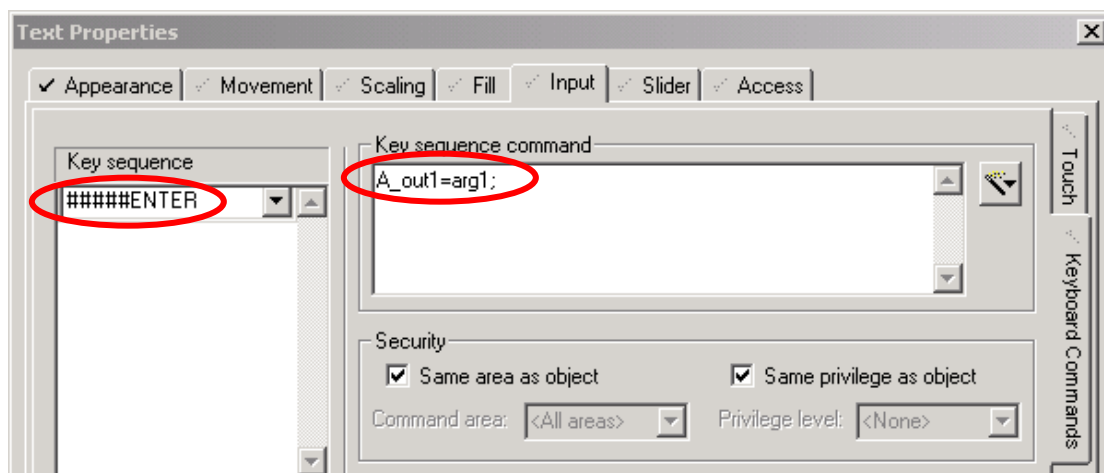 Text Properties
Appearance Movement Scaling Fill Input Slider Access
Key sequence
#####ENTER
Key sequence command
A_out1=arg1;
Security
Same area as object Same privilege as object
Command area: <All areas> Privilege level: <None>
Touch
Keyboard Commands